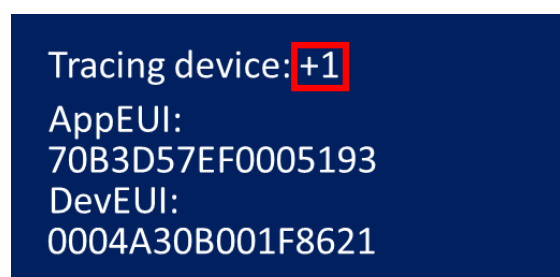 Tracing device: +1
AppEUI:
70B3D57EF0005193
DevEUI:
0004A30B001F8621